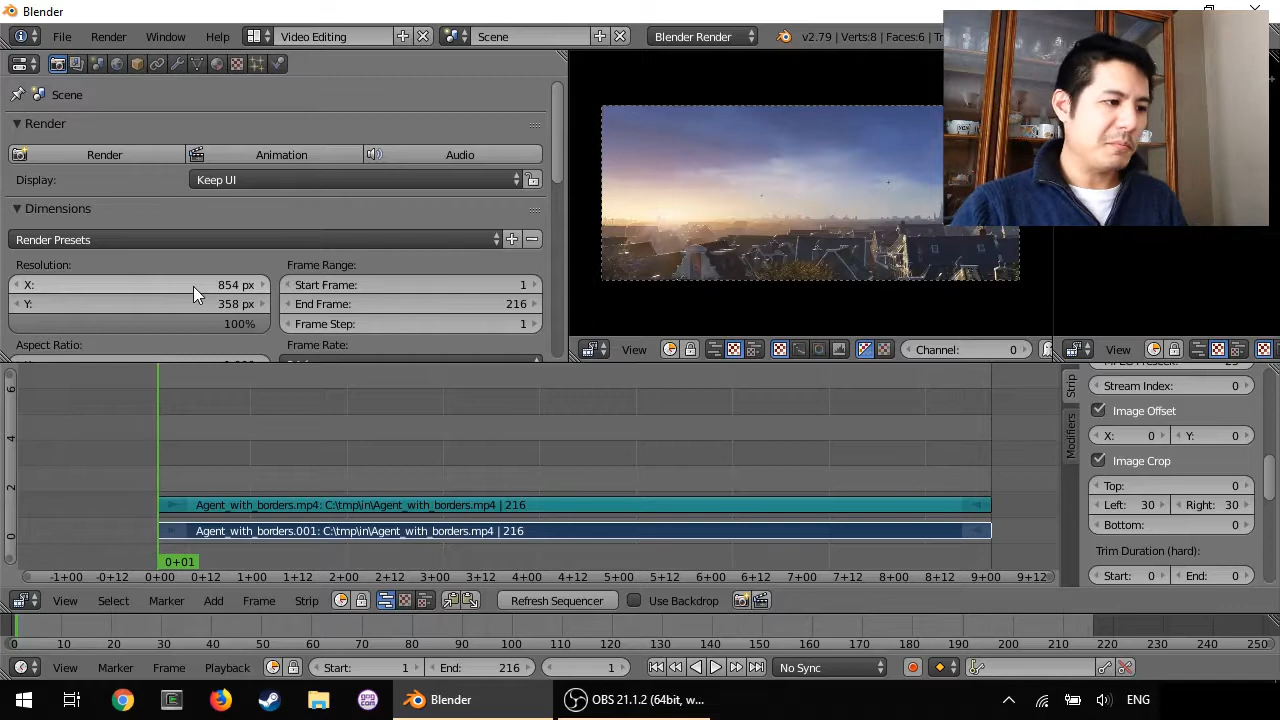 Blender
File Render Window Help Video Editing Scene Blender Render v2.79 | Verts:8 | Faces:6 | Tr
Scene
Render
Render Animation Audio
Display: Keep UI
Dimensions
Render Presets
Resolution: Frame Range:
X: 854 px Start Frame: 1
Y: 358 px End Frame: 216
100% Frame Step: 1
Aspect Ratio: Frame Rate:
View Channel: 0 View
6
4
2
0
Agent_with_borders.mp4: C:\tmp\in\Agent_with_borders.mp4 | 216
Agent_with_borders.001: C:\tmp\in\Agent_with_borders.mp4 | 216
0+01
-1+00 -0+12 0+00 0+12 1+00 1+12 2+00 2+12 3+00 3+12 4+00 4+12 5+00 5+12 6+00 6+12 7+00 7+12 8+00 8+12 9+00 9+12
Strip
Modifiers
Stream Index: 0
Image Offset
X: 0 Y: 0
Image Crop
Top: 0
Left: 30 Right: 30
Bottom: 0
Trim Duration (hard):
Start: 0 End: 0
View Select Marker Add Frame Strip Refresh Sequencer Use Backdrop
0 10 20 30 40 50 60 70 80 90 100 110 120 130 140 150 160 170 180 190 200 210 220 230 240 250
View Marker Frame Playback Start: 1 End: 216 1 No Sync
Blender OBS 21.1.2 (64bit, w... ENG